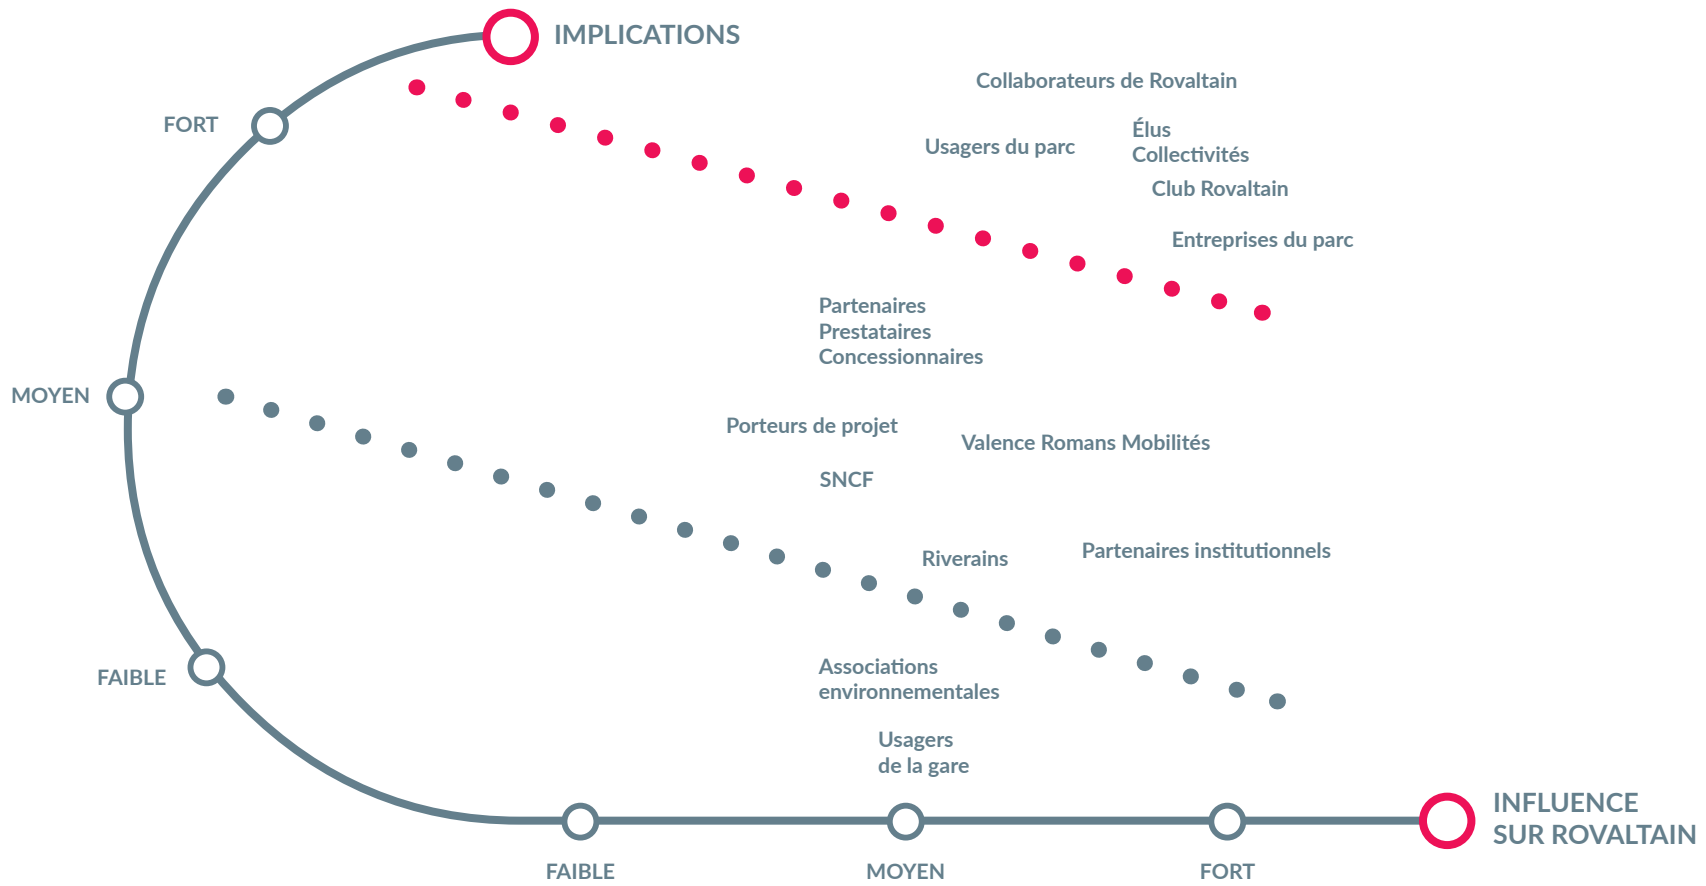 IMPLICATIONS
Collaborateurs de Rovaltain
FORT
Élus
Collectivités
Usagers du parc
Club Rovaltain
Entreprises du parc
Partenaires
Prestataires
Concessionnaires
MOYEN
Porteurs de projet
Valence Romans Mobilités
SNCF
Riverains
Partenaires institutionnels
FAIBLE
Associations
environnementales
Usagers
de la gare
INFLUENCE
SUR ROVALTAIN
FAIBLE
MOYEN
FORT